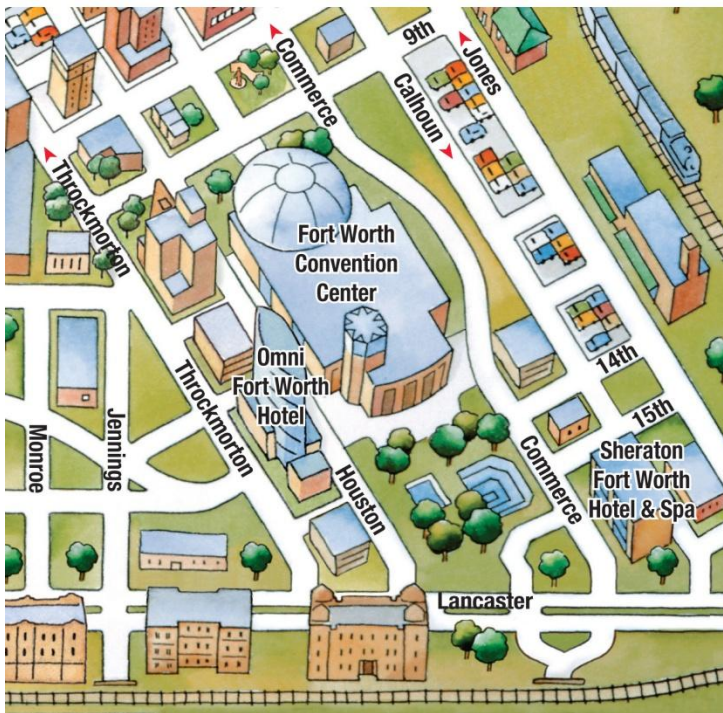 9th
Jones
Commerce
Calhoun
Throckmorton
Fort Worth
Convention
Center
Omni
Fort Worth
Hotel
14th
15th
Throckmorton
Jennings
Monroe
Houston
Commerce
Sheraton
Fort Worth
Hotel & Spa
Lancaster